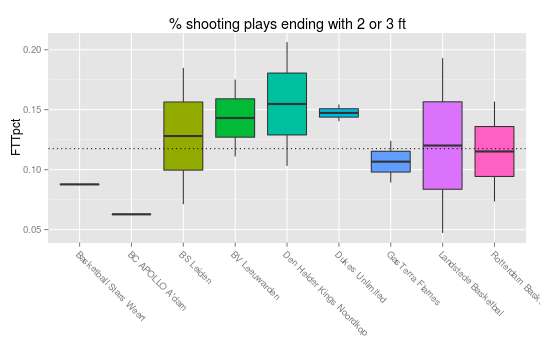 % shooting plays ending with 2 or 3 ft
FTTpct
0.20
0.15
0.10
0.05
Basketball Stars Weert
BC APOLLO A'dam
BS Leiden
BV Leeuwarden
Den Helder Kings Noordkop
Dukes Unlimited
GasTerra Flames
Landstede Basketbal
Rotterdam Bask